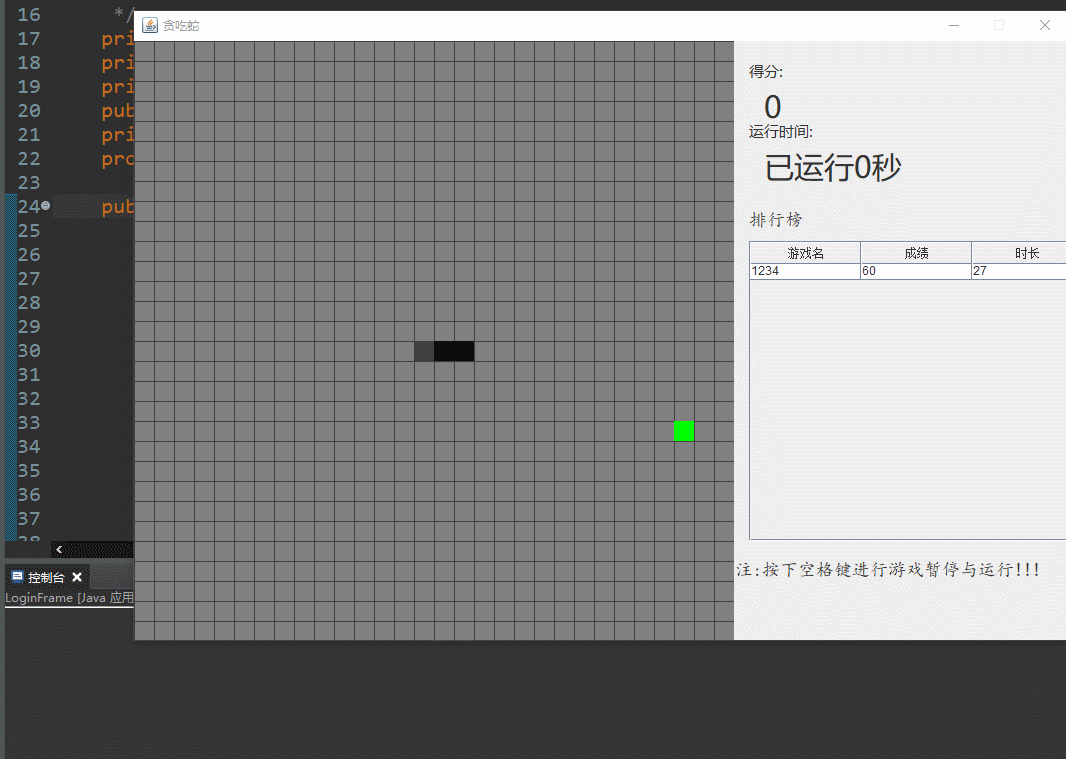 16 */
17 pri
18 pri
19 pri
20 pub
21 pri
22 pro
23
24 pub
25
26
27
28
29
30
31
32
33
34
35
36
37
38
控制台
LoginFrame [Java 应用
贪吃蛇
得分:
0
运行时间:
已运行0秒
排行榜
游戏名 成绩 时长
1234 60 27
注:按下空格键进行游戏暂停与运行!!!